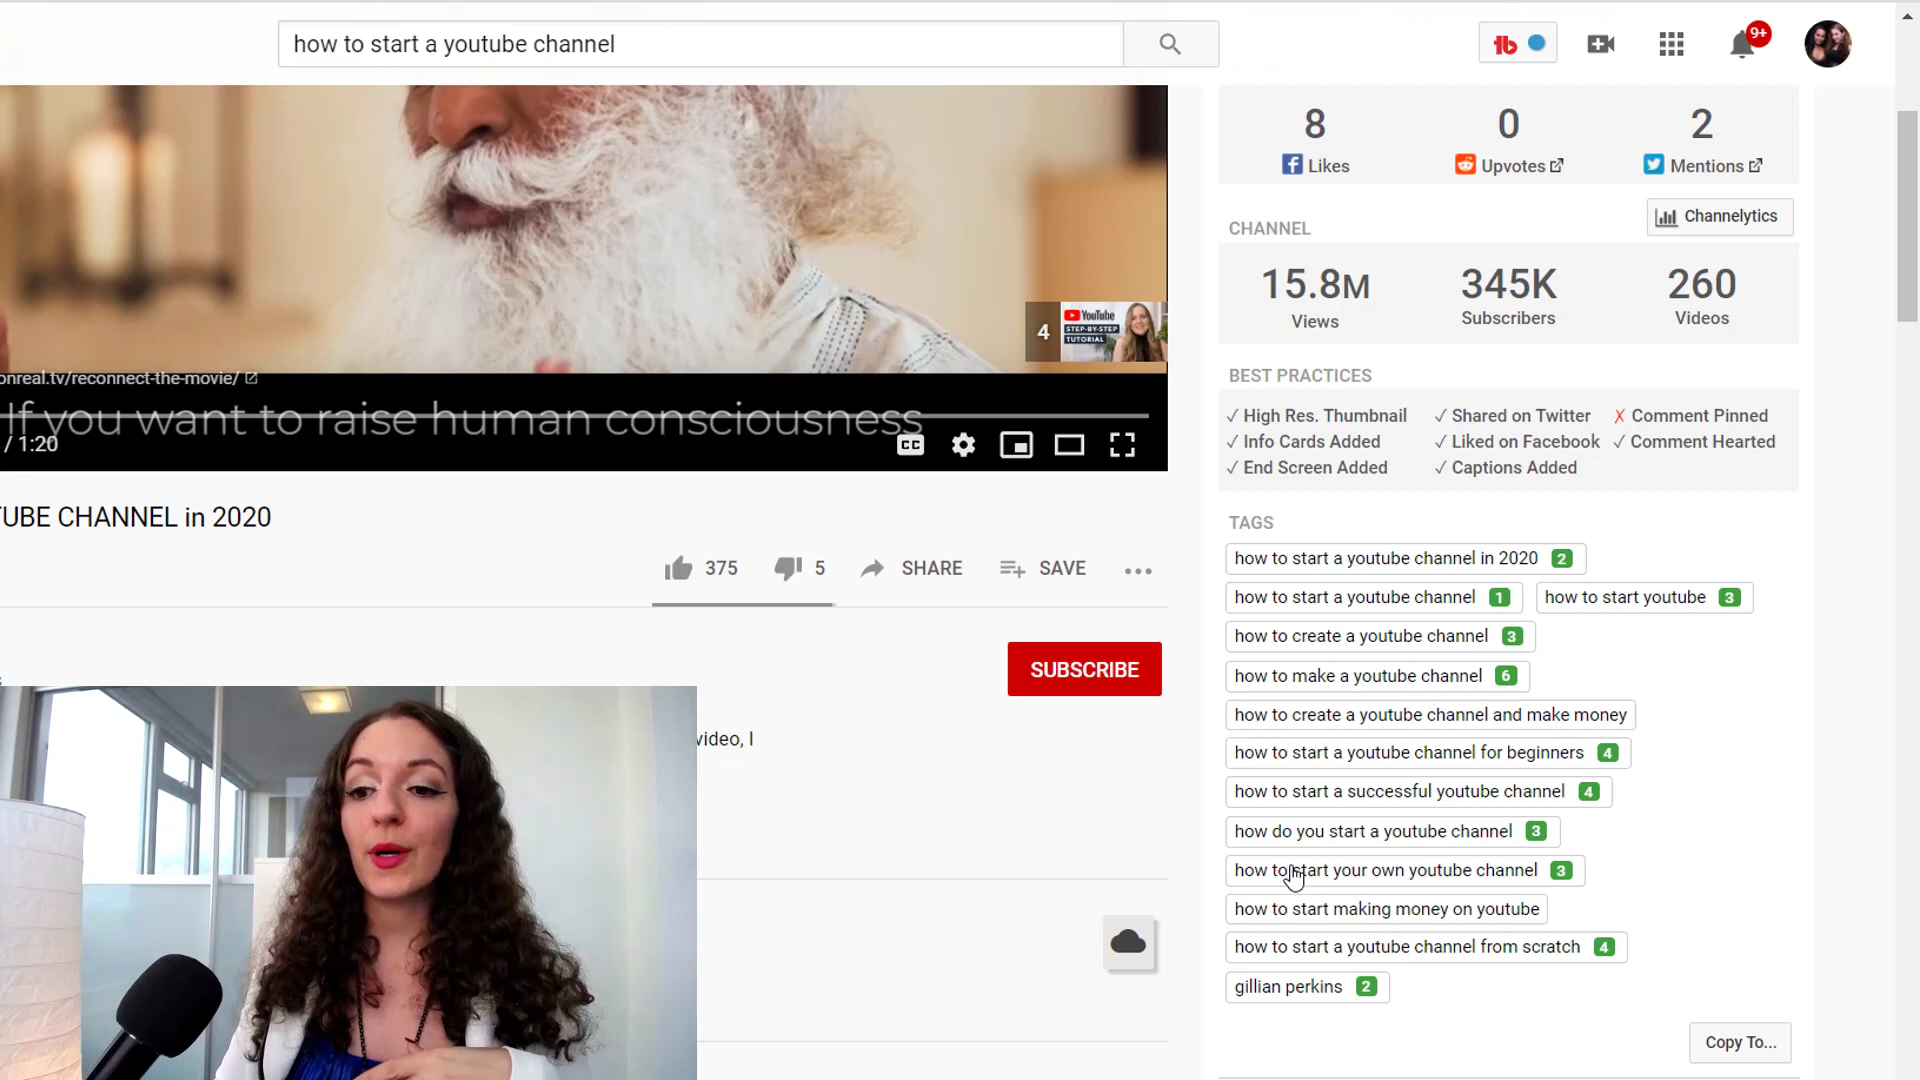 how to start a youtube channel
9+
8
0
2
Likes
Upvotes
Mentions
Channelytics
CHANNEL
15.8M
345K
260
Views
Subscribers
Videos
4
YouTube
STEP-BY-STEP
TUTORIAL
onreal.tv/reconnect-the-movie/
If you want to raise human consciousness
/ 1:20
CC
BEST PRACTICES
✓ High Res. Thumbnail
✓ Shared on Twitter
✗ Comment Pinned
✓ Info Cards Added
✓ Liked on Facebook
✓ Comment Hearted
✓ End Screen Added
✓ Captions Added
TUBE CHANNEL in 2020
375
5
SHARE
SAVE
SUBSCRIBE
video, I
TAGS
how to start a youtube channel in 2020 2
how to start a youtube channel 1
how to start youtube 3
how to create a youtube channel 3
how to make a youtube channel 6
how to create a youtube channel and make money
how to start a youtube channel for beginners 4
how to start a successful youtube channel 4
how do you start a youtube channel 3
how to start your own youtube channel 3
how to start making money on youtube
how to start a youtube channel from scratch 4
gillian perkins 2
Copy To...